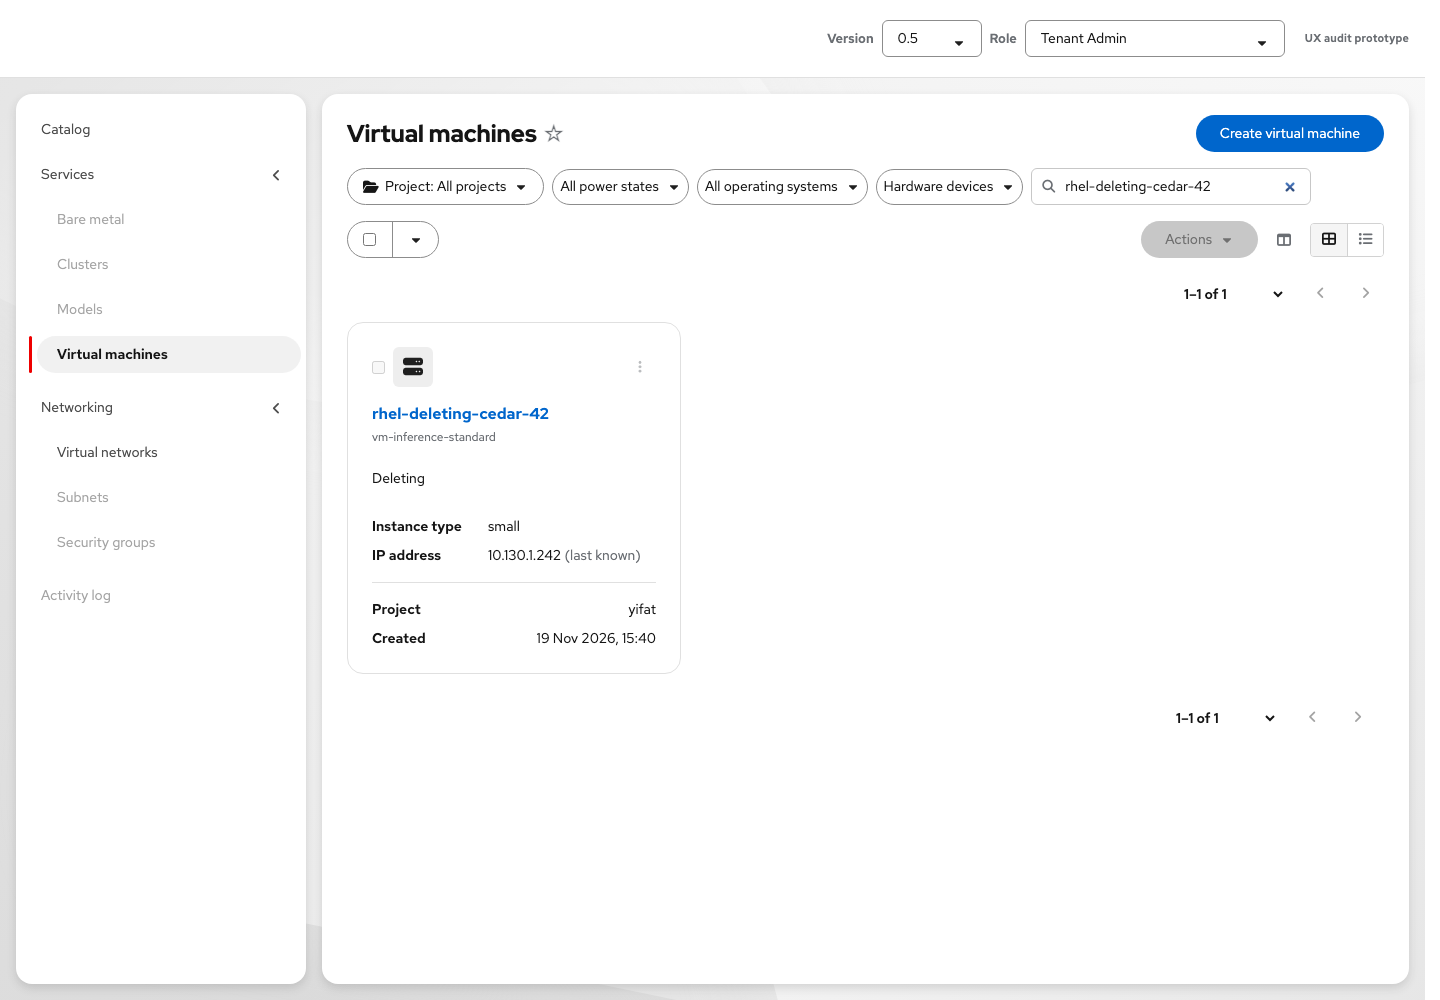 Version 0.5 Role Tenant Admin UX audit prototype
Catalog
Services
Bare metal
Clusters
Models
Virtual machines
Networking
Virtual networks
Subnets
Security groups
Activity log
Virtual machines Create virtual machine
Project: All projects All power states All operating systems Hardware devices rhel-deleting-cedar-42
Actions
1–1 of 1
rhel-deleting-cedar-42
vm-inference-standard
Deleting
Instance type small
IP address 10.130.1.242 (last known)
Project yifat
Created 19 Nov 2026, 15:40
1–1 of 1